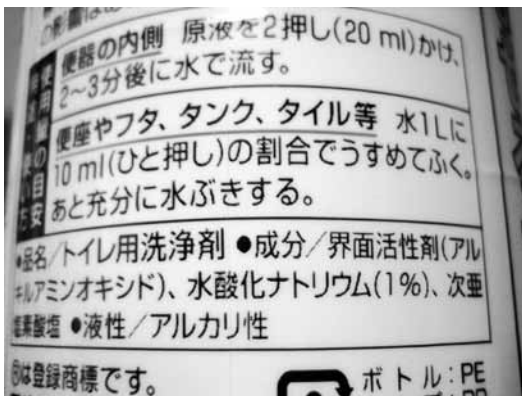 の影響は
便器の内側 原液を2押し(20 ml)かけ、
2～3分後に水で流す。
便座やフタ、タンク、タイル等 水1Lに
10 ml(ひと押し)の割合でうすめてふく。
あと充分に水ぶきする。
●品名/トイレ用洗浄剤 ●成分/界面活性剤(アル
キルアミンオキシド)、水酸化ナトリウム(1%)、次亜
塩素酸塩 ●液性/アルカリ性
®は登録商標です。
ボトル:PE